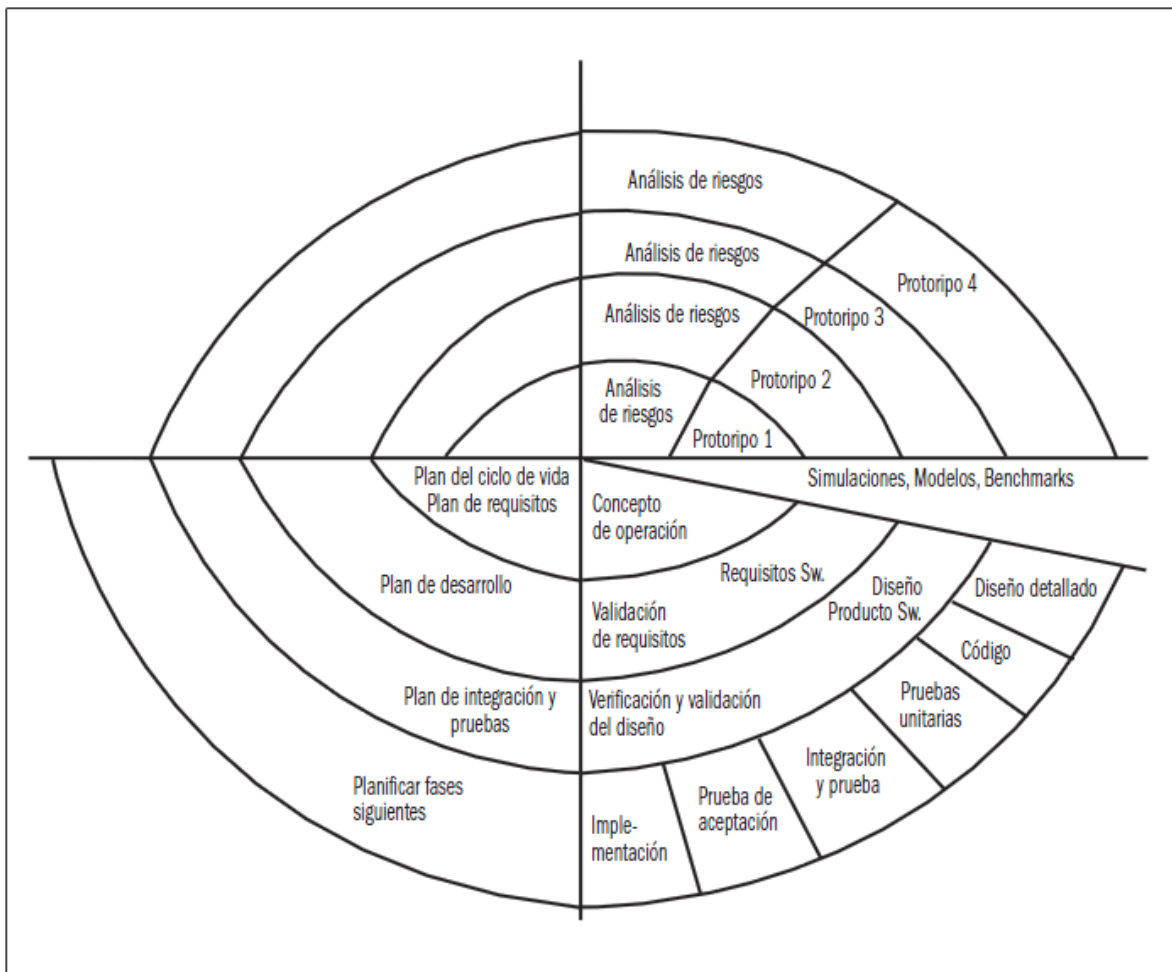 Análisis de riesgos
Análisis de riesgos
Protoripo 4
Análisis de riesgos
Protoripo 3
Análisis
de riesgos
Protoripo 2
Protoripo 1
Plan del ciclo de vida
Plan de requisitos
Concepto
de operación
Simulaciones, Modelos, Benchmarks
Plan de desarrollo
Requisitos Sw.
Validación
de requisitos
Diseño
Producto Sw.
Diseño detallado
Código
Plan de integración y
pruebas
Verificación y validación
del diseño
Pruebas
unitarias
Integración
y prueba
Planificar fases
siguientes
Prueba de
aceptación
Imple-
mentación